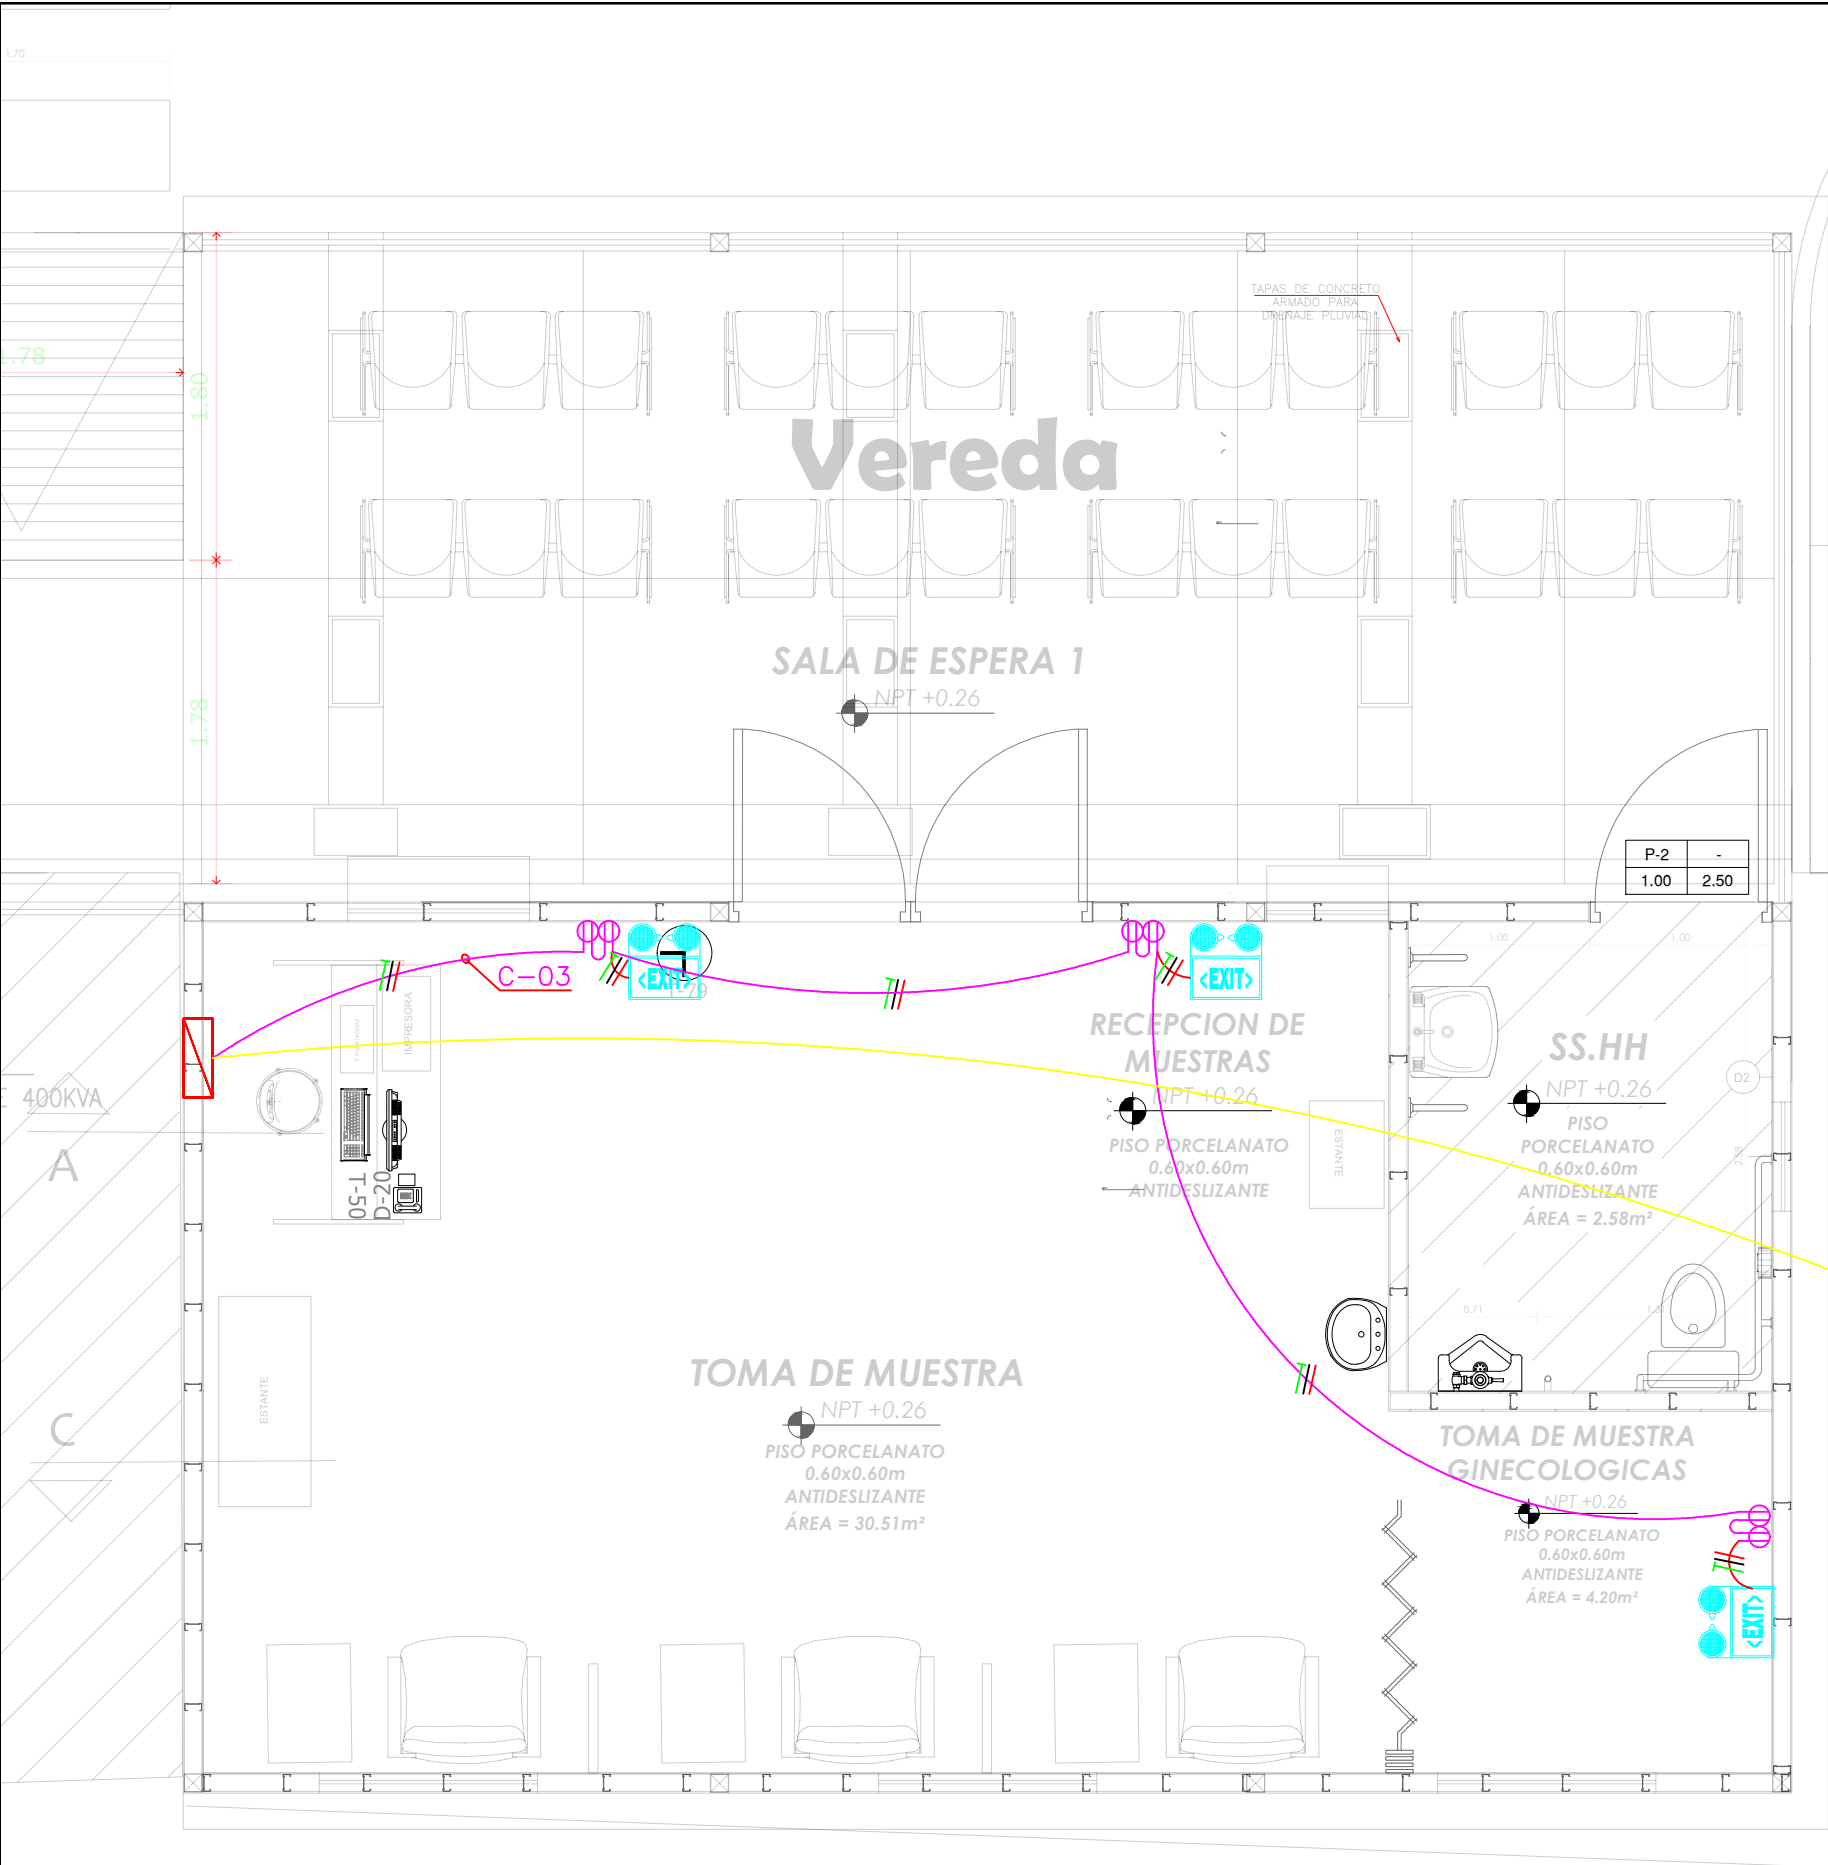 1.70
TAPAS DE CONCRETO
ARMADO PARA
DRENAJE PLUVIAL
1.78
1.80
Vereda
SALA DE ESPERA 1
NPT +0.26
1.78
P-2 -
1.00 2.50
1.00 1.00
C-03
<EXIT>
T-79
<EXIT>
IMPRESORA
RECEPCION DE
MUESTRAS
NPT +0.26
PISO PORCELANATO
0.60x0.60m
ANTIDESLIZANTE
ESTANTE
SS.HH
NPT +0.26
PISO
PORCELANATO
0.60x0.60m
ANTIDESLIZANTE
ÁREA = 2.58m²
D2
2.58
E 400KVA
A
T-50
D-20
0.71
TOMA DE MUESTRA
NPT +0.26
PISO PORCELANATO
0.60x0.60m
ANTIDESLIZANTE
ÁREA = 30.51m²
ESTANTE
C
TOMA DE MUESTRA
GINECOLOGICAS
NPT +0.26
PISO PORCELANATO
0.60x0.60m
ANTIDESLIZANTE
ÁREA = 4.20m²
<EXIT>